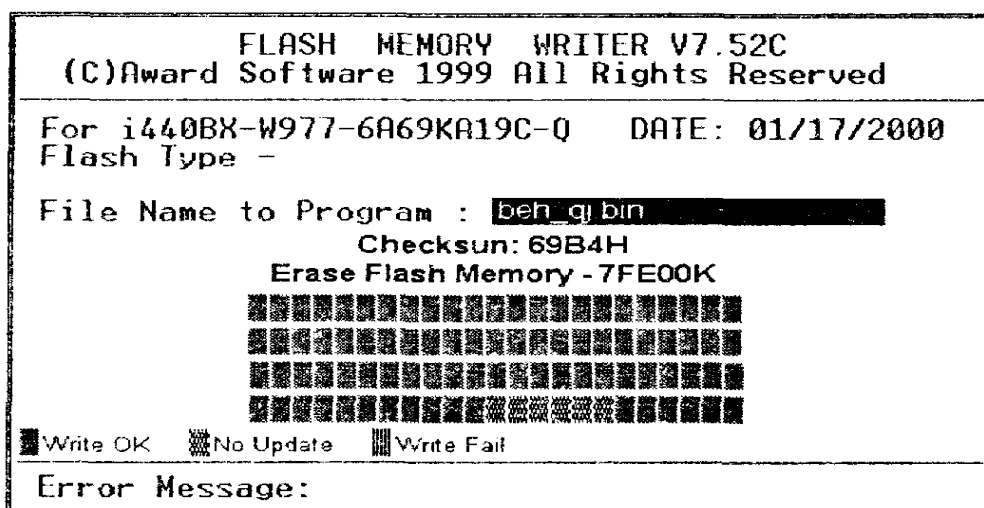 FLASH MEMORY WRITER V7.52C
(C)Award Software 1999 All Rights Reserved
For i440BX-W977-6A69KA19C-Q DATE: 01/17/2000
Flash Type -
File Name to Program : beh_qj.bin
Checksun: 69B4H
Erase Flash Memory - 7FE00K
Write OK No Update Write Fail
Error Message: